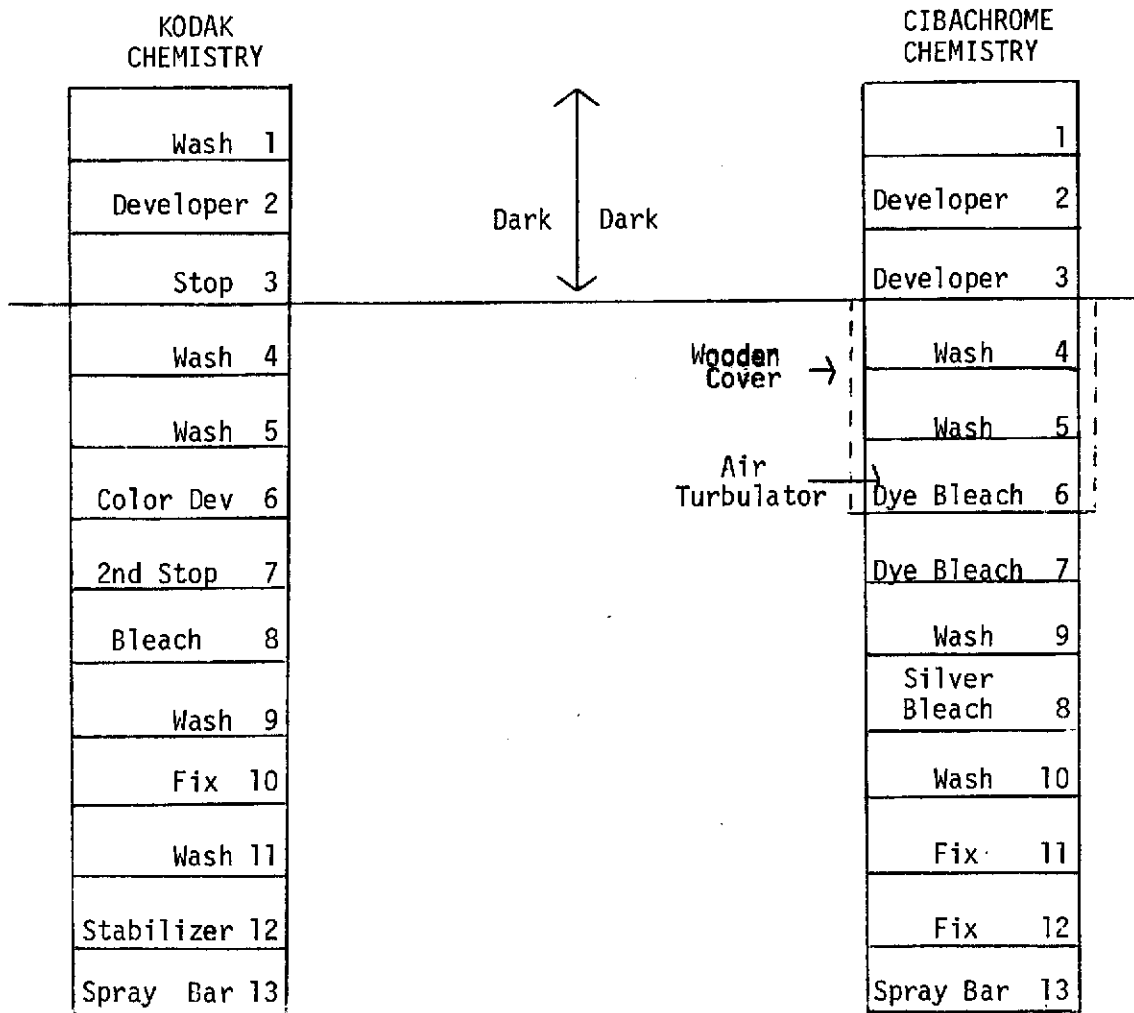 KODAK
CHEMISTRY
Wash 1
Developer 2
Stop 3
Wash 4
Wash 5
Color Dev 6
2nd Stop 7
Bleach 8
Wash 9
Fix 10
Wash 11
Stabilizer 12
Spray Bar 13
Dark Dark
Wooden
Cover
Air
Turbulator
CIBACHROME
CHEMISTRY
1
Developer 2
Developer 3
Wash 4
Wash 5
Dye Bleach 6
Dye Bleach 7
Wash 9
Silver
Bleach 8
Wash 10
Fix 11
Fix 12
Spray Bar 13